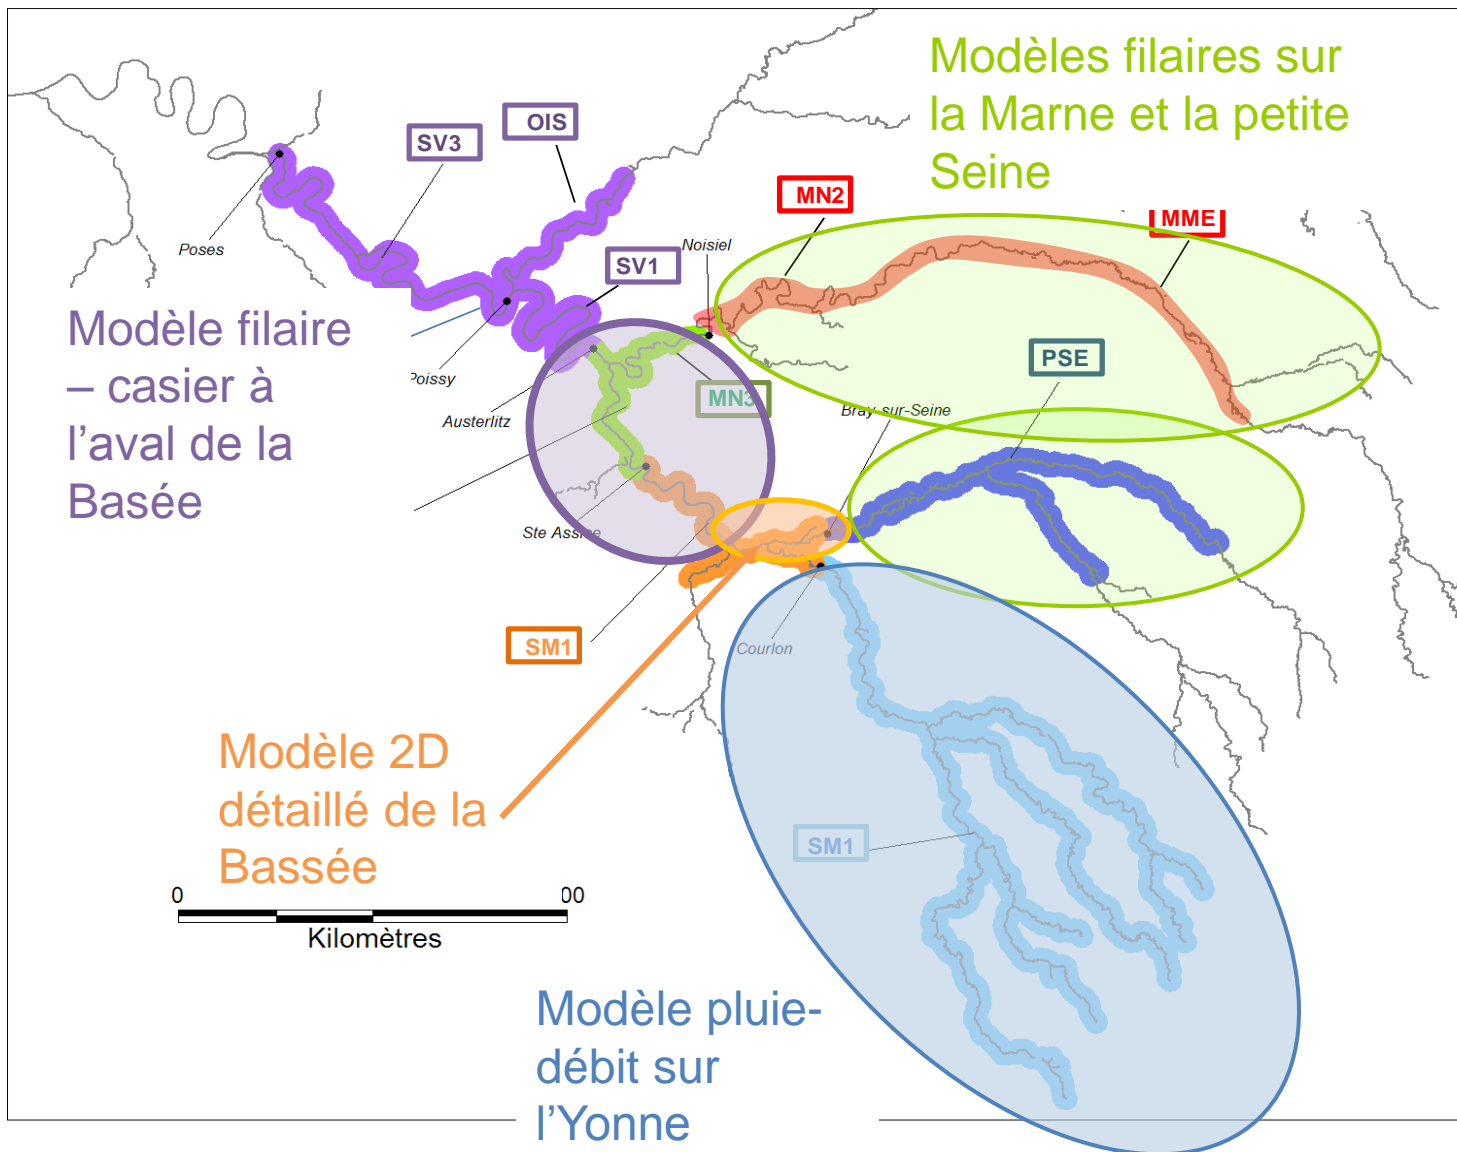 Modèles filaires sur
la Marne et la petite
Seine
OIS
SV3
MN2
MME
Poses
Noisiel
SV1
Modèle filaire
– casier à
l’aval de la
Basée
PSE
Poissy
MN3
Austerlitz
Bray-sur-Seine
Ste Assise
SM1
Courlon
Modèle 2D
détaillé de la
Bassée
SM1
0
00
Kilomètres
Modèle pluie-
débit sur
l’Yonne